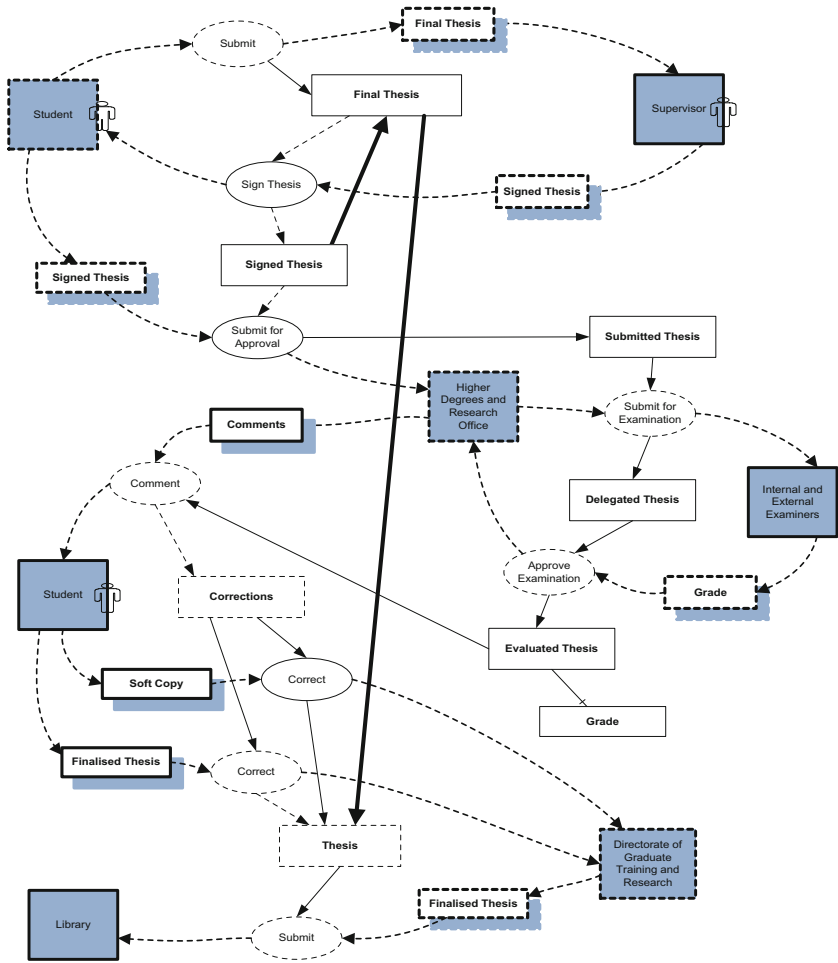 Final Thesis
Submit
Final Thesis
Student
Supervisor
Sign Thesis
Signed Thesis
Signed Thesis
Signed Thesis
Submit for
Approval
Submitted Thesis
Higher
Degrees and
Research
Office
Submit for
Examination
Comments
Comment
Delegated Thesis
Internal and
External
Examiners
Student
Approve
Examination
Grade
Corrections
Evaluated Thesis
Soft Copy
Correct
Grade
Finalised Thesis
Correct
Thesis
Directorate of
Graduate
Training and
Research
Finalised Thesis
Library
Submit